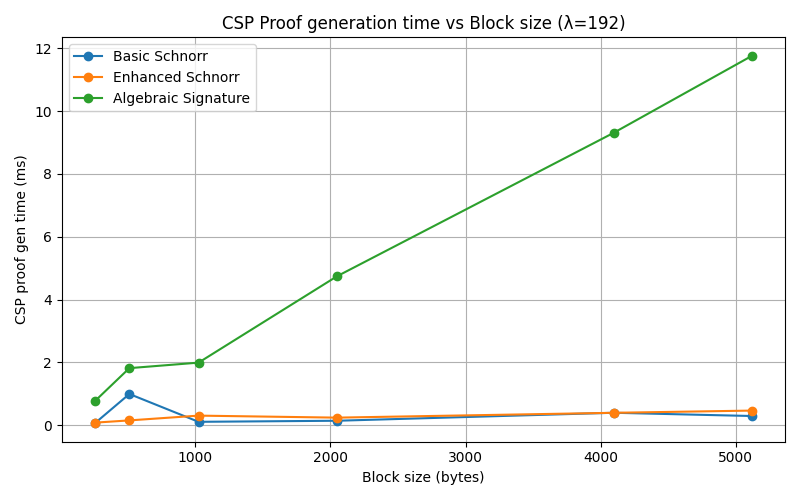 CSP Proof generation time vs Block size (λ=192)
Basic Schnorr
Enhanced Schnorr
Algebraic Signature
CSP proof gen time (ms)
12
10
8
6
4
2
0
1000 2000 3000 4000 5000
Block size (bytes)